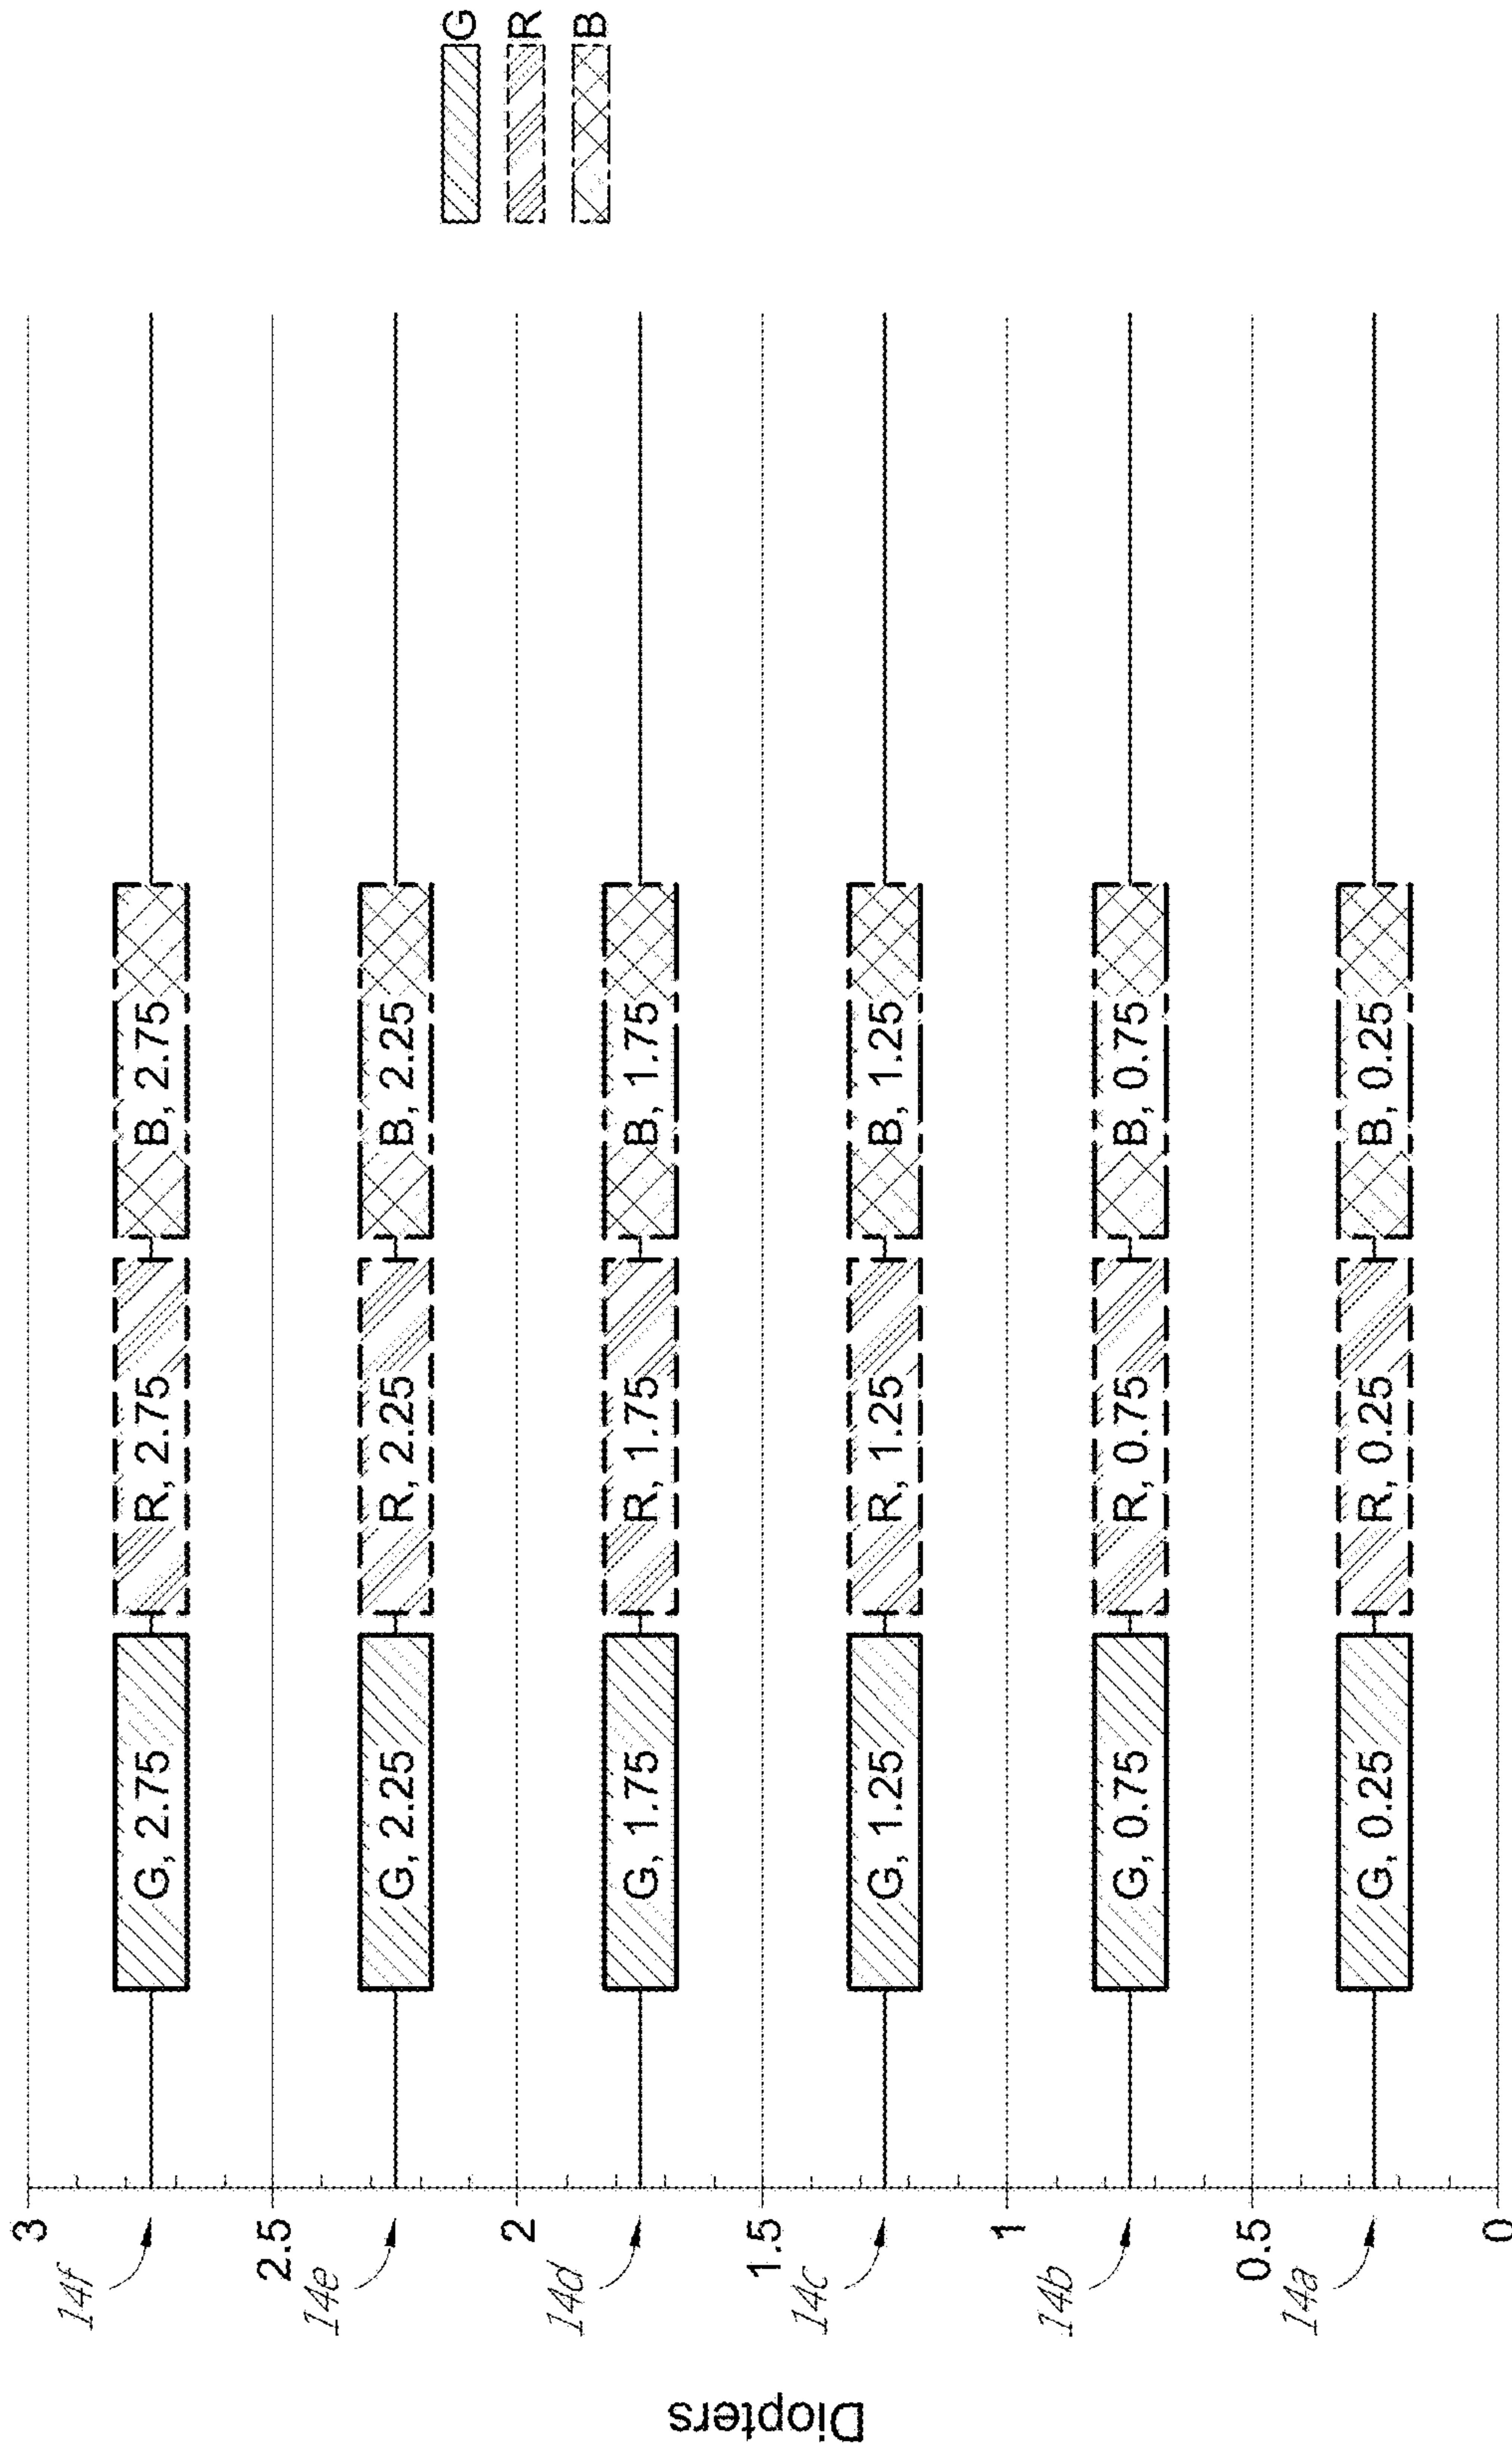 Diopters
3
14f
G, 2.75 R, 2.75 B, 2.75
2.5
14e
G, 2.25 R, 2.25 B, 2.25
2
14d
G, 1.75 R, 1.75 B, 1.75
1.5
14c
G, 1.25 R, 1.25 B, 1.25
1
14b
G, 0.75 R, 0.75 B, 0.75
0.5
14a
G, 0.25 R, 0.25 B, 0.25
0
G
R
B